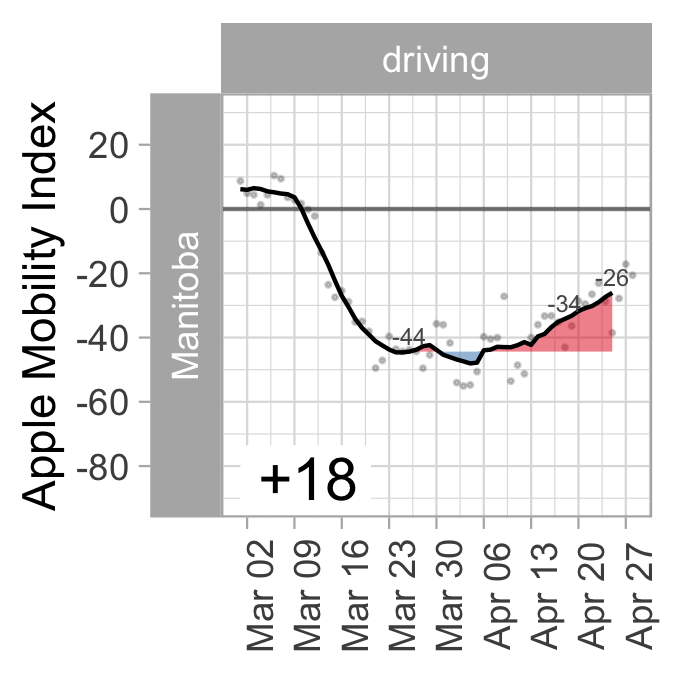 driving
Apple Mobility Index
Manitoba
20
0
-20
-40
-60
-80
-44
-34
-26
+18
Mar 02
Mar 09
Mar 16
Mar 23
Mar 30
Apr 06
Apr 13
Apr 20
Apr 27